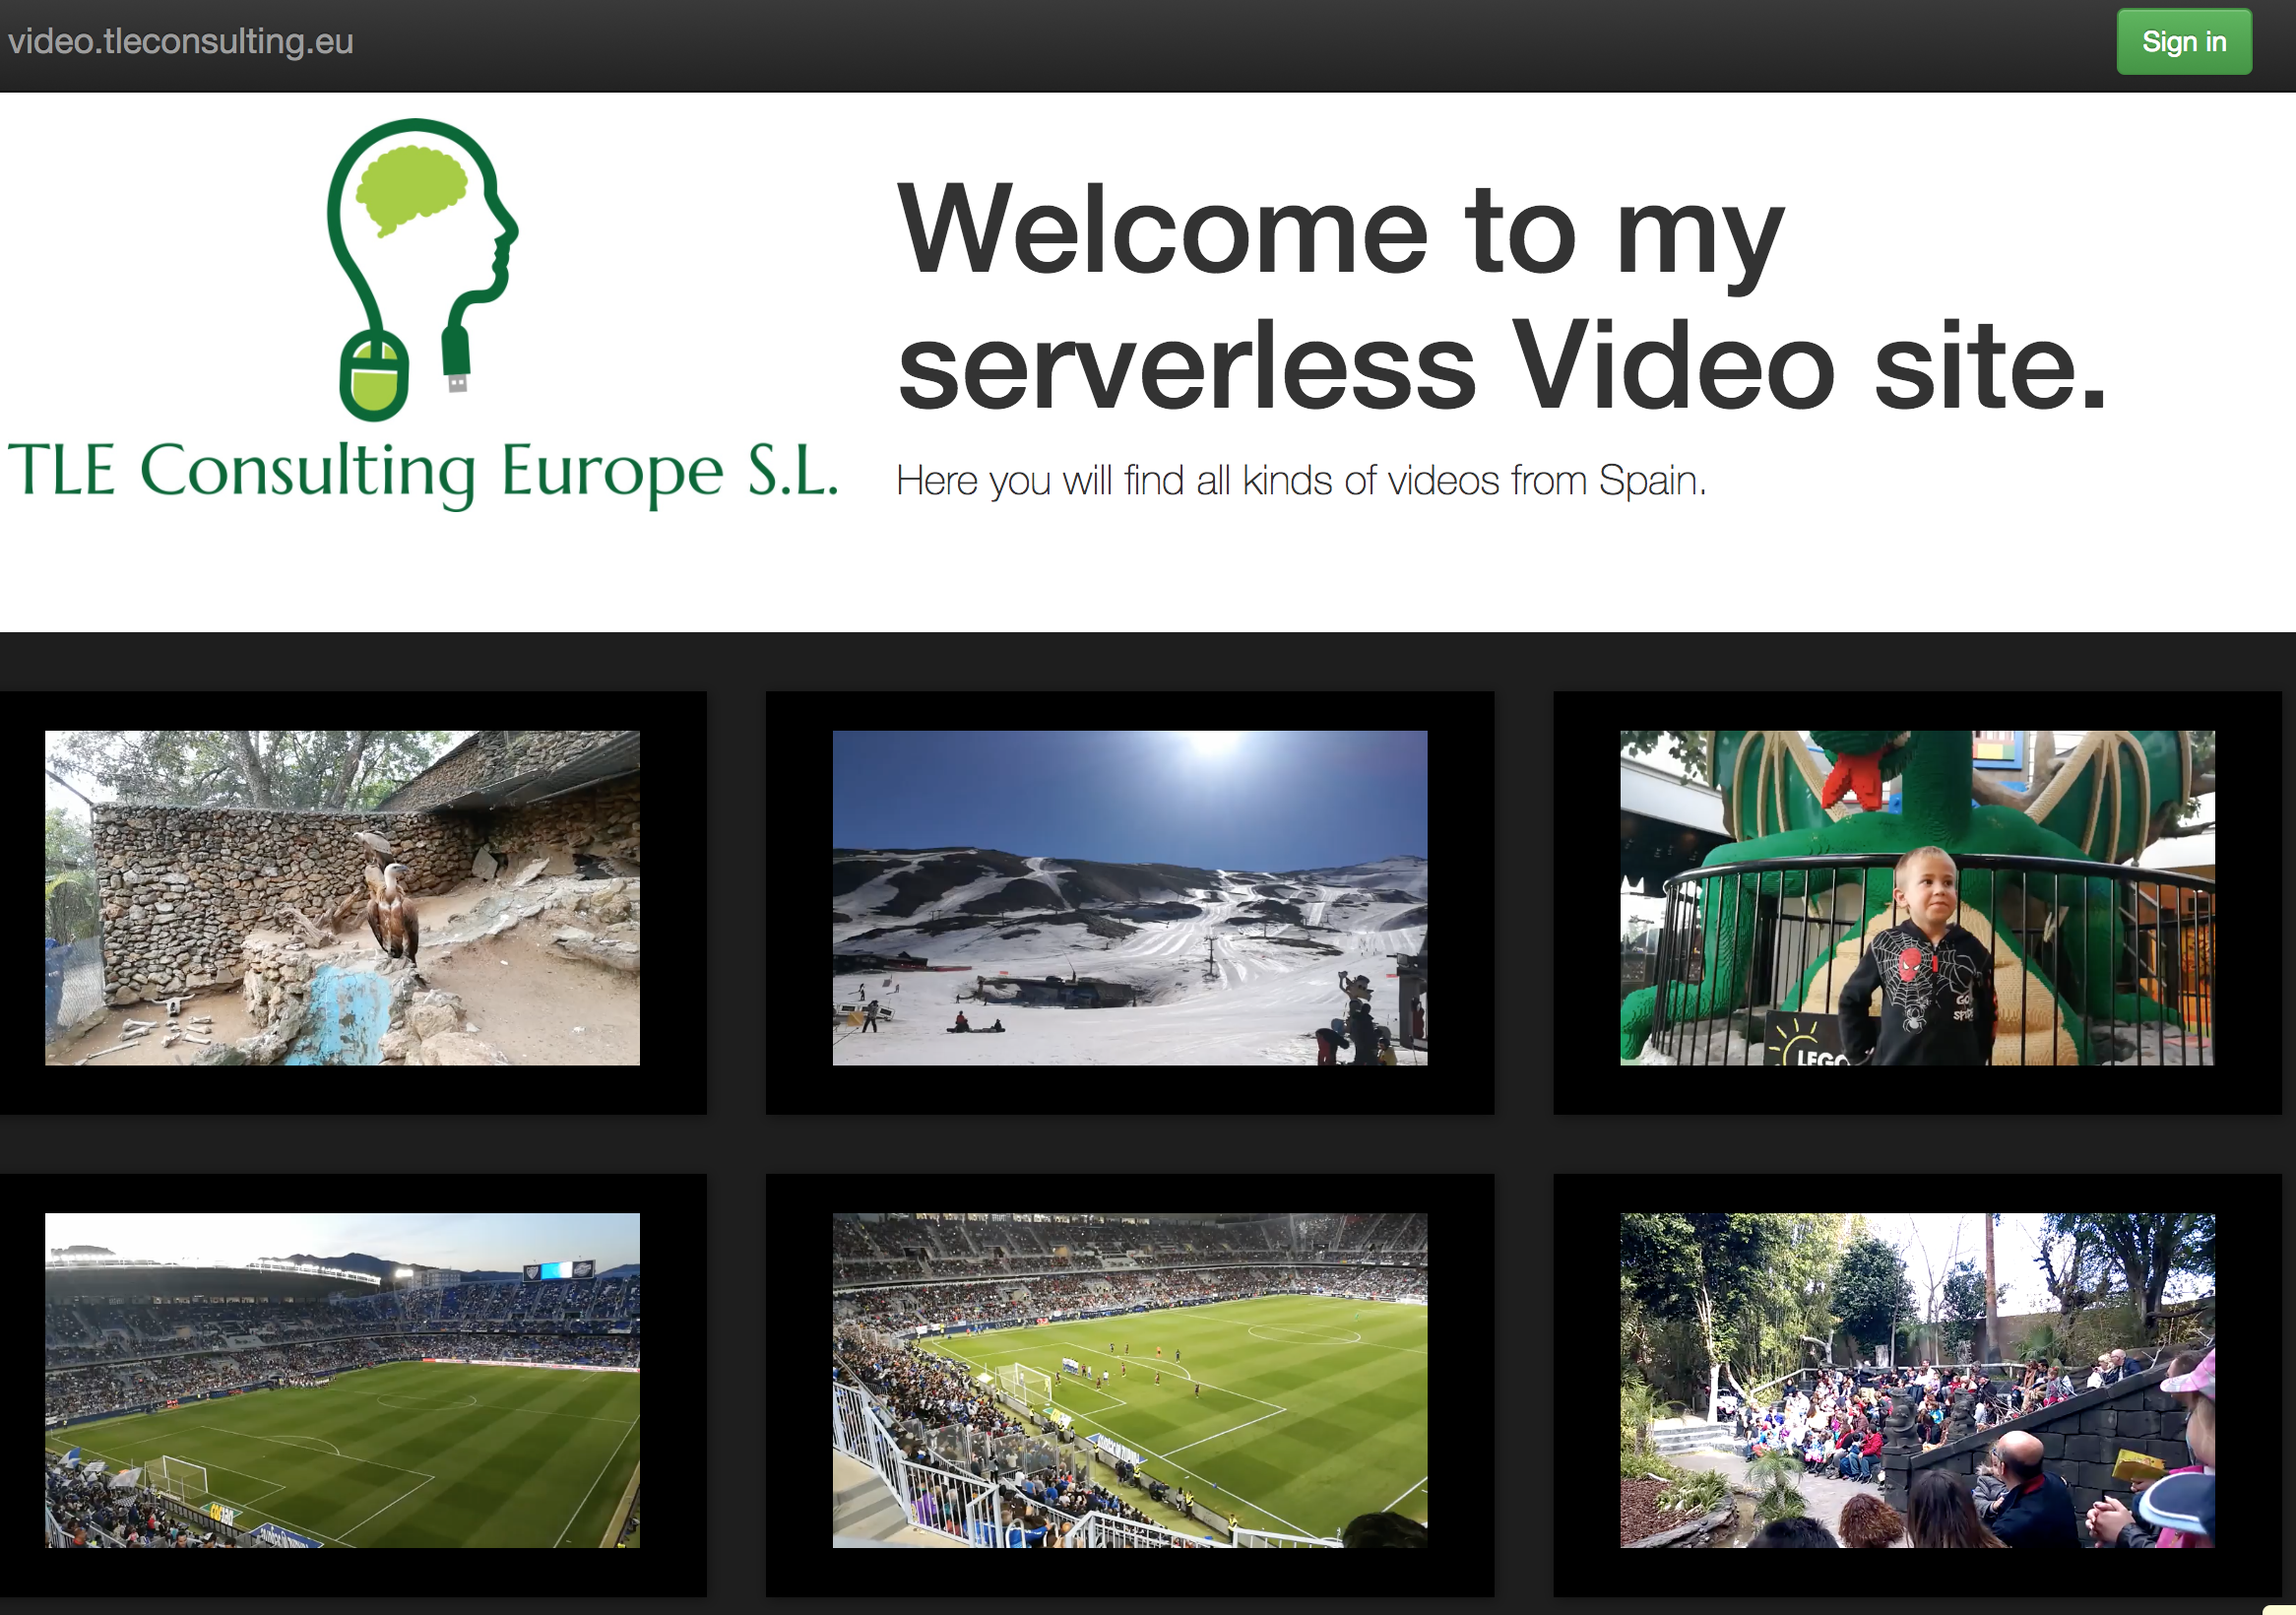 video.tleconsulting.eu
Sign in
Welcome to my
serverless Video site.
TLE Consulting Europe S.L.
Here you will find all kinds of videos from Spain.
GO
LEGO